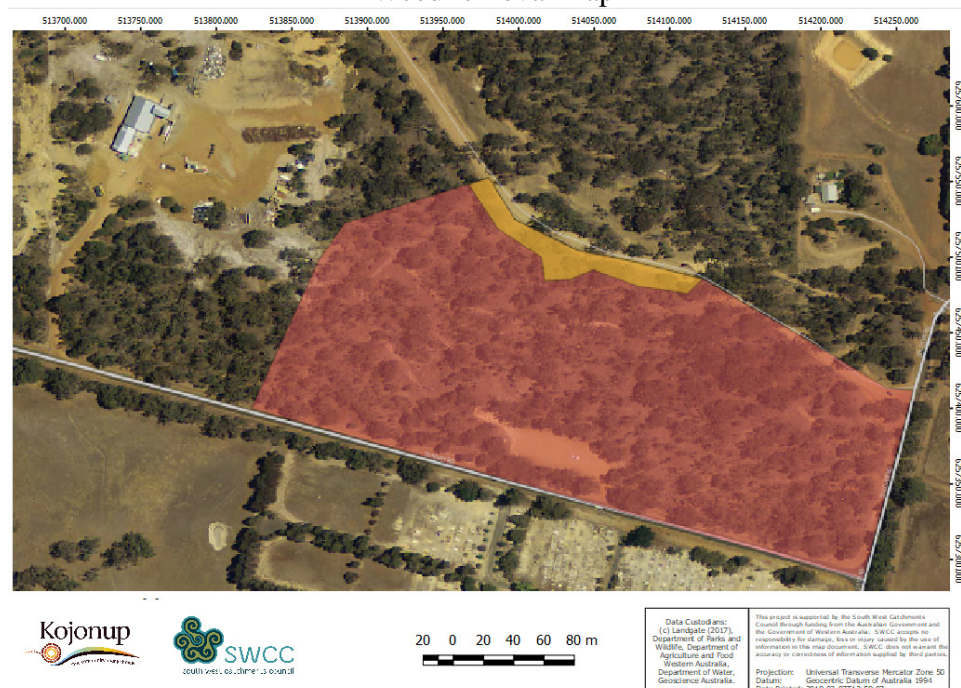 513700.000 513750.000 513800.000 513850.000 513900.000 513950.000 514000.000 514050.000 514100.000 514150.000 514200.000 514250.000
Kojonup
SWCC
south west catchments council
20 0 20 40 60 80 m
Data Custodians:
(c) Landgate (2017),
Department of Parks and
Wildlife, Department of
Agriculture and Food
Western Australia,
Department of Water,
Geoscience Australia.
This project is supported by the South West Catchments
Council through funding from the Australian Government and
the Government of Western Australia. SWCC accepts no
responsibility for damage, loss or injury caused by the use of
information in this map document. SWCC does not warrant the
accuracy or correctness of information supplied by third parties.
Projection: Universal Transverse Mercator Zone 50
Datum: Geocentric Datum of Australia 1994